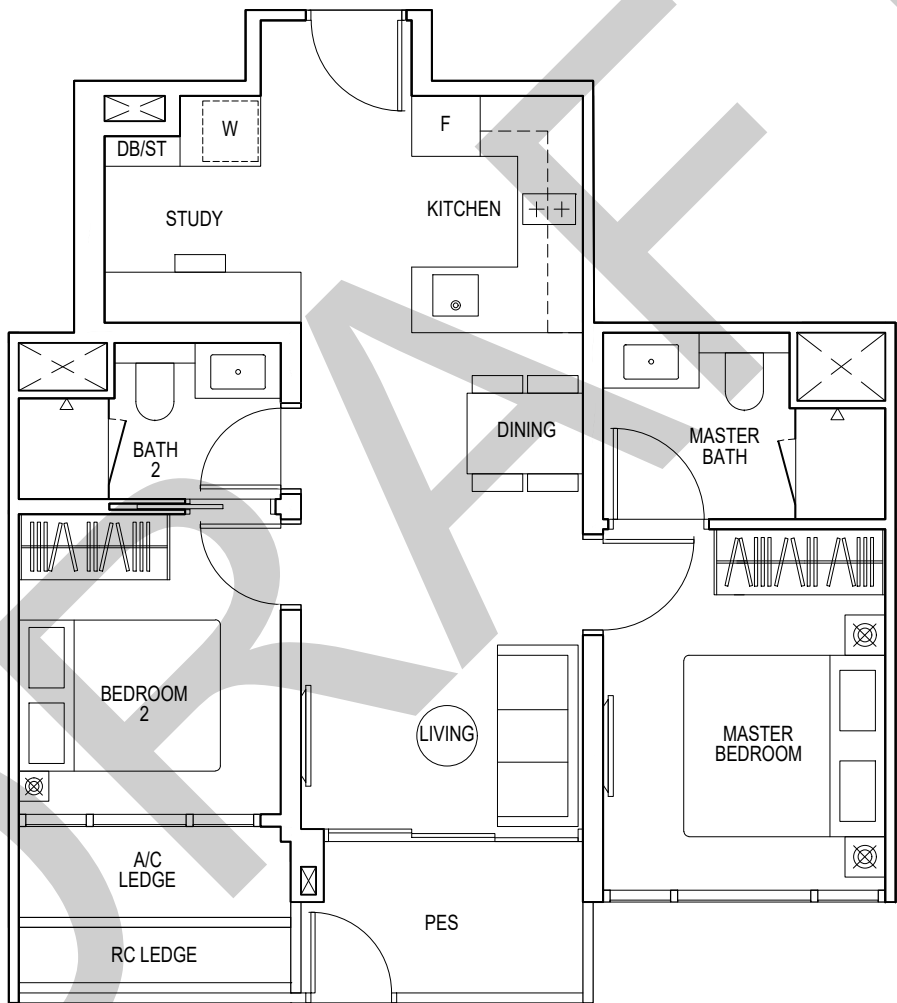 W
F
DB/ST
STUDY
KITCHEN
DINING
BATH
2
MASTER
BATH
BEDROOM
2
LIVING
MASTER
BEDROOM
A/C
LEDGE
PES
RC LEDGE
DRAFT